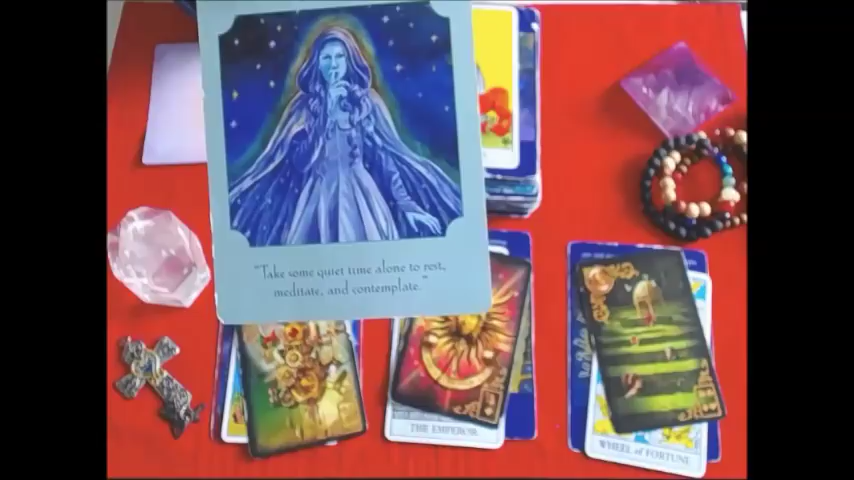 "Take some quiet time alone to rest,
meditate, and contemplate."
THE EMPEROR
WHEEL of FORTUNE